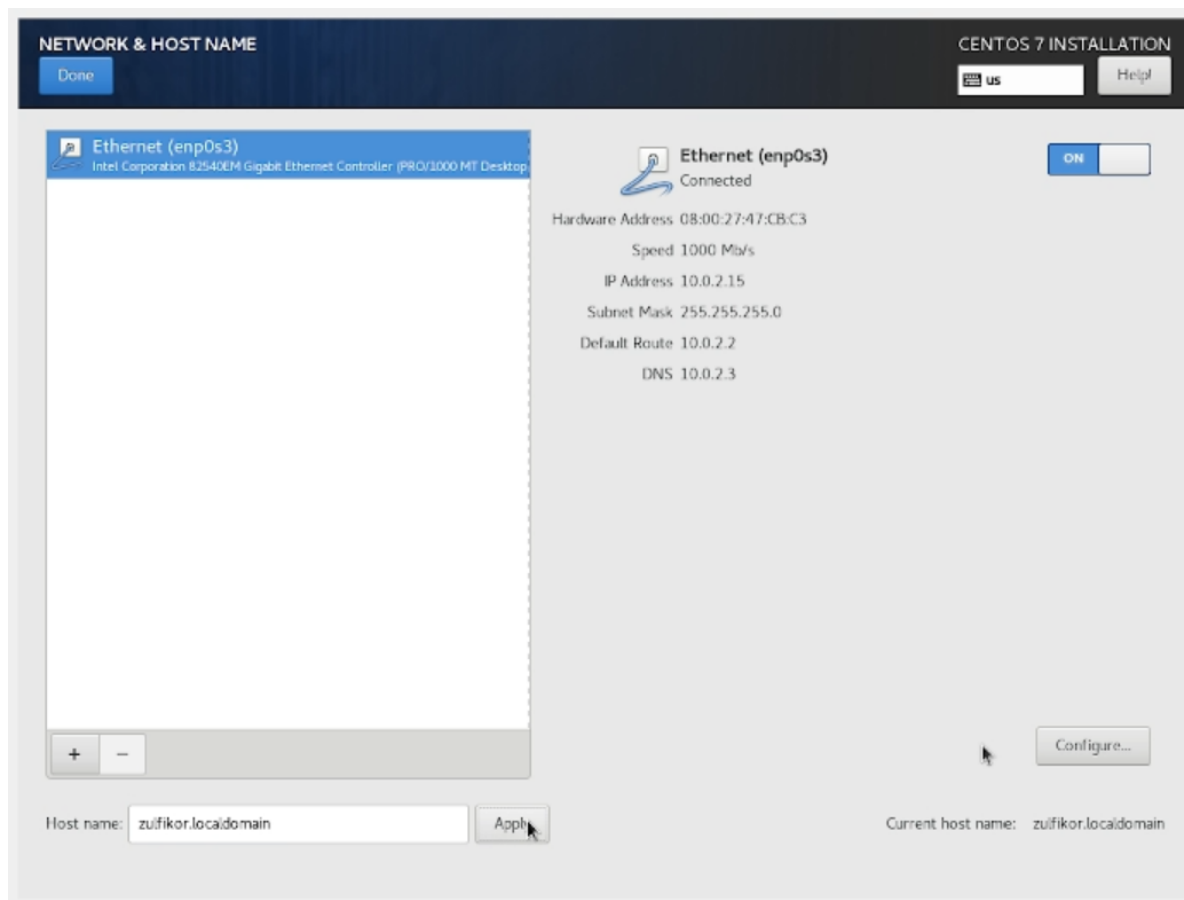 NETWORK & HOST NAME
CENTOS 7 INSTALLATION
Done
us
Help!
Ethernet (enp0s3)
Intel Corporation 82540EM Gigabit Ethernet Controller (PRO/1000 MT Desktop
Ethernet (enp0s3)
Connected
ON
Hardware Address 08:00:27:47:CB:C3
Speed 1000 Mb/s
IP Address 10.0.2.15
Subnet Mask 255.255.255.0
Default Route 10.0.2.2
DNS 10.0.2.3
+ −
Configure...
Host name: zulfikor.localdomain
Apply
Current host name: zulfikor.localdomain